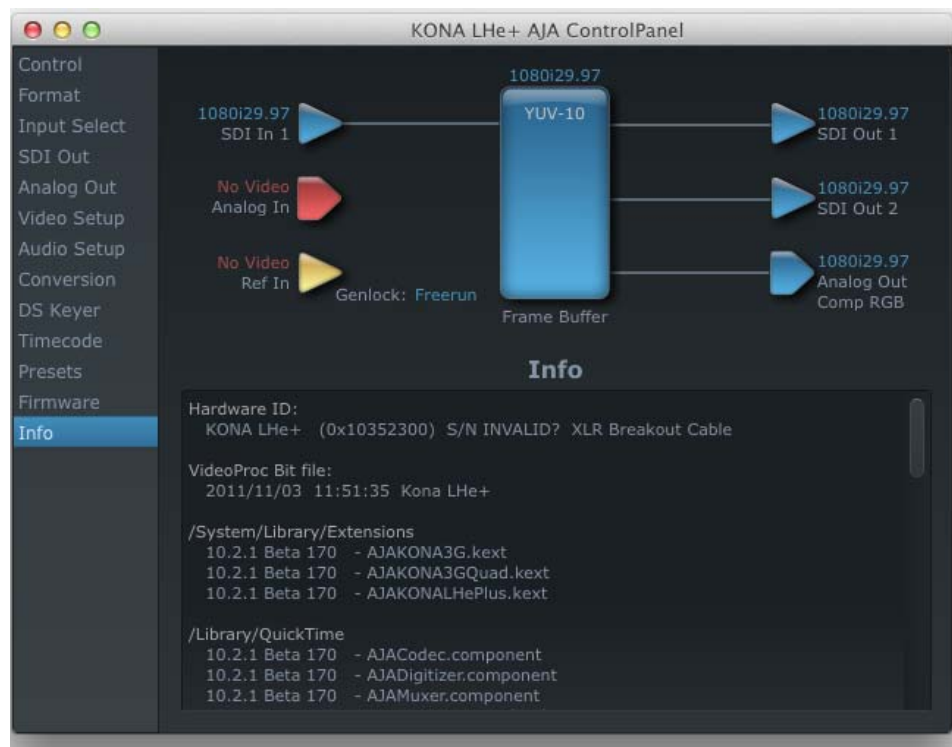 KONA LHe+ AJA ControlPanel
Control
Format
Input Select
SDI Out
Analog Out
Video Setup
Audio Setup
Conversion
DS Keyer
Timecode
Presets
Firmware
Info
1080i29.97
SDI In 1
No Video
Analog In
No Video
Ref In
Genlock: Freerun
1080i29.97
YUV-10
Frame Buffer
1080i29.97
SDI Out 1
1080i29.97
SDI Out 2
1080i29.97
Analog Out
Comp RGB
Info
Hardware ID:
KONA LHe+ (0x10352300) S/N INVALID? XLR Breakout Cable
VideoProc Bit file:
2011/11/03 11:51:35 Kona LHe+
/System/Library/Extensions
10.2.1 Beta 170 - AJAKONA3G.kext
10.2.1 Beta 170 - AJAKONA3GQuad.kext
10.2.1 Beta 170 - AJAKONALHePlus.kext
/Library/QuickTime
10.2.1 Beta 170 - AJACodec.component
10.2.1 Beta 170 - AJADigitizer.component
10.2.1 Beta 170 - AJAMuxer.component